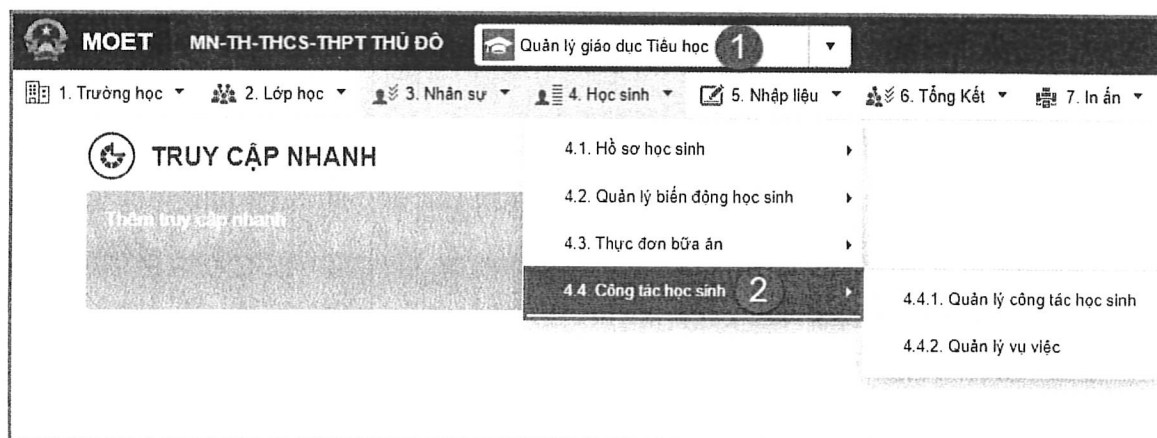 MOET MN-TH-THCS-THPT THỦ ĐÔ Quản lý giáo dục Tiểu học 1
1. Trường học 2. Lớp học 3. Nhân sự 4. Học sinh 5. Nhập liệu 6. Tổng Kết 7. In ấn
TRUY CẬP NHANH
Thêm truy cập nhanh
4.1. Hồ sơ học sinh
4.2. Quản lý biến động học sinh
4.3. Thực đơn bữa ăn
4.4. Công tác học sinh 2
4.4.1. Quản lý công tác học sinh
4.4.2. Quản lý vụ việc